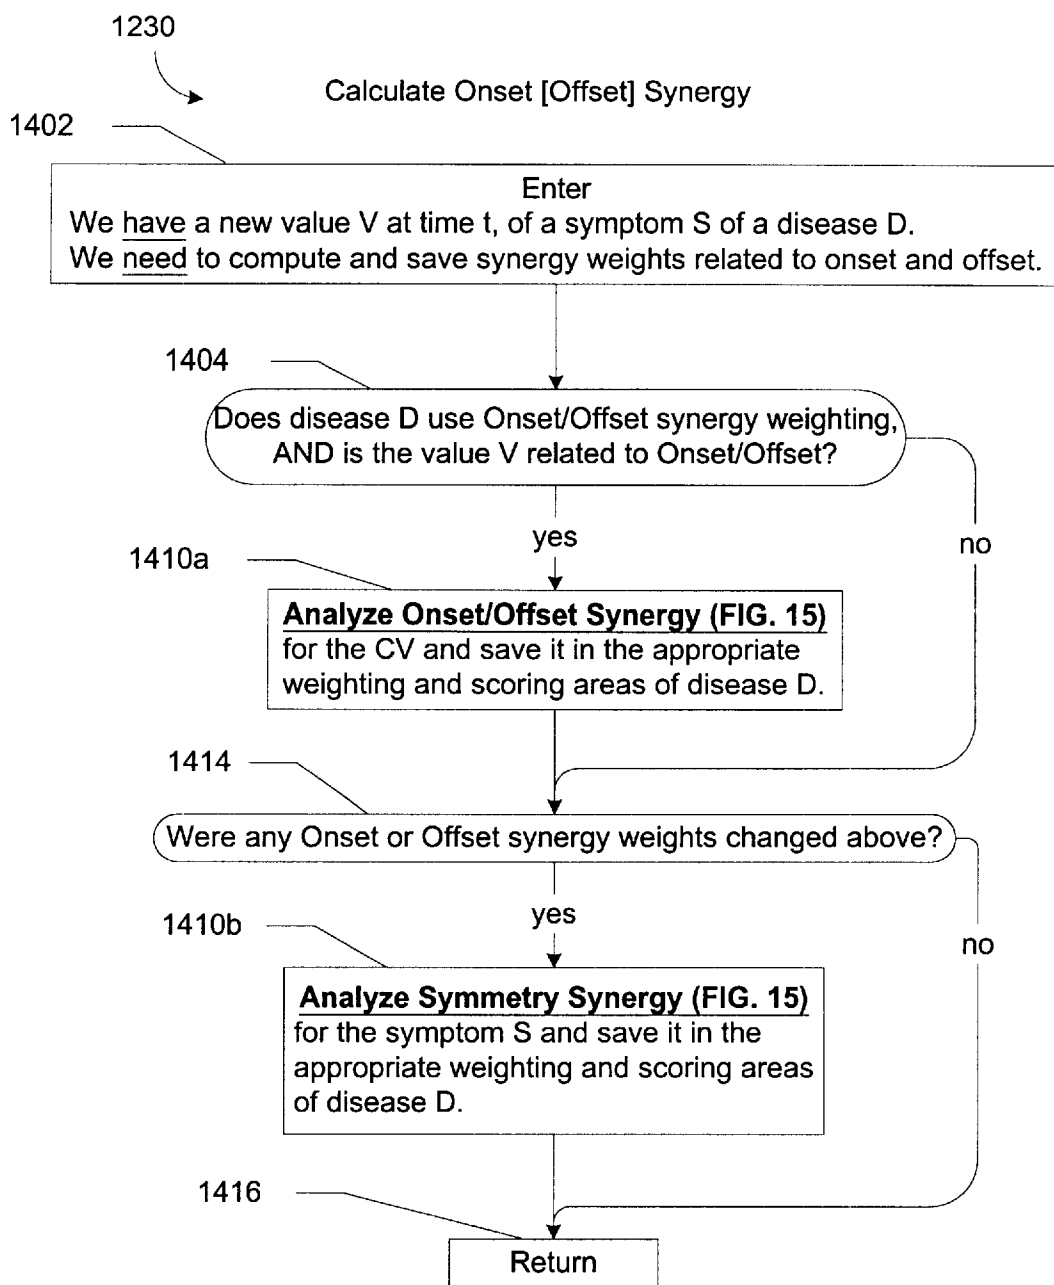 1230
Calculate Onset [Offset] Synergy
1402
Enter
We have a new value V at time t, of a symptom S of a disease D.
We need to compute and save synergy weights related to onset and offset.
1404
Does disease D use Onset/Offset synergy weighting,
AND is the value V related to Onset/Offset?
yes
no
1410a
Analyze Onset/Offset Synergy (FIG. 15)
for the CV and save it in the appropriate
weighting and scoring areas of disease D.
1414
Were any Onset or Offset synergy weights changed above?
yes
no
1410b
Analyze Symmetry Synergy (FIG. 15)
for the symptom S and save it in the
appropriate weighting and scoring areas
of disease D.
1416
Return